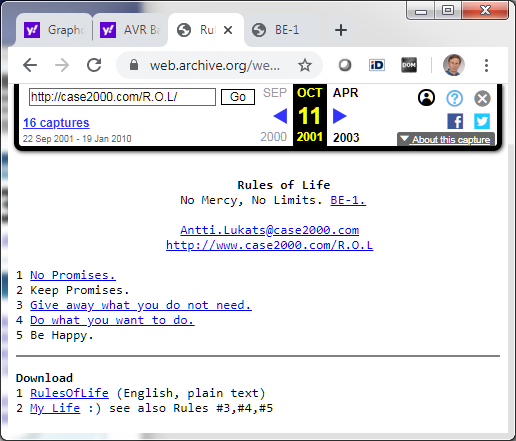 Grapho
AVR Ba
Rul
BE-1
web.archive.org/we...
iD
DOM
http://case2000.com/R.O.L/
Go
SEP OCT APR
11
2000 2001 2003
16 captures
22 Sep 2001 - 19 Jan 2010
About this capture
Rules of Life
No Mercy, No Limits. BE-1.
Antti.Lukats@case2000.com
http://www.case2000.com/R.O.L
1 No Promises.
2 Keep Promises.
3 Give away what you do not need.
4 Do what you want to do.
5 Be Happy.
Download
1 RulesOfLife (English, plain text)
2 My Life :) see also Rules #3,#4,#5